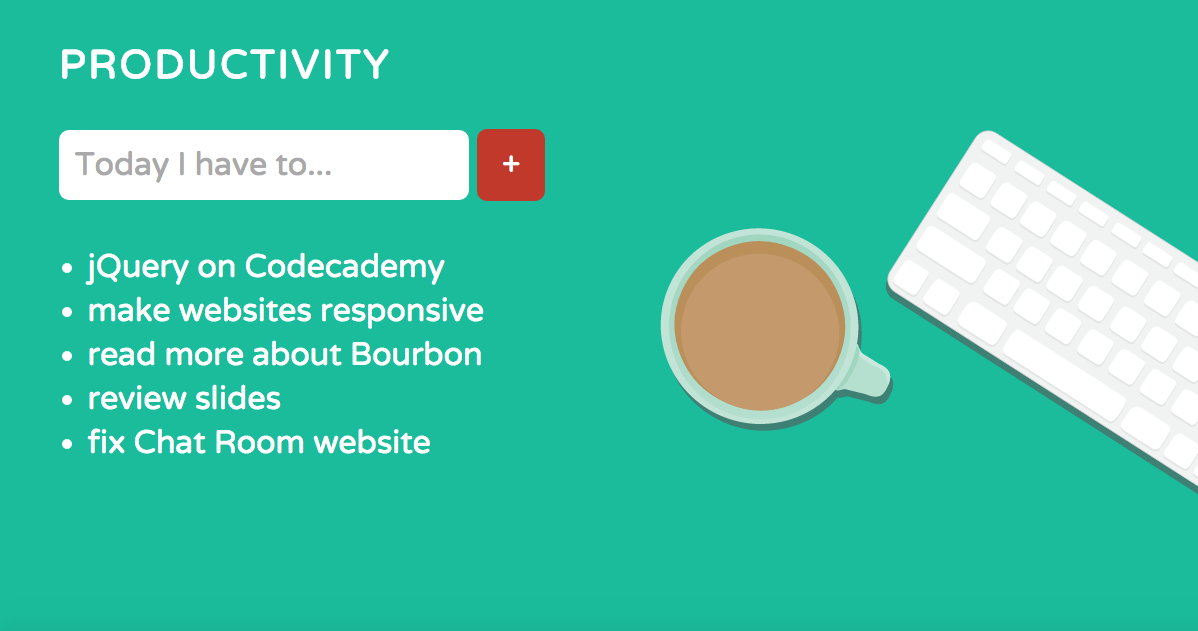 PRODUCTIVITY
Today I have to...
+
• jQuery on Codecademy
• make websites responsive
• read more about Bourbon
• review slides
• fix Chat Room website